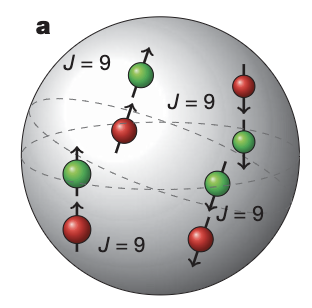 a
J = 9
J = 9
J = 9
J = 9